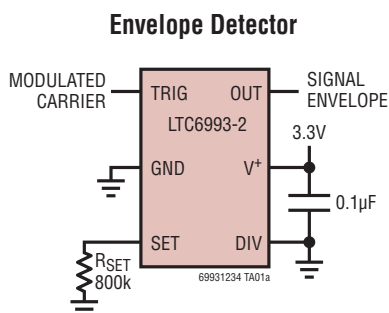 Envelope Detector
MODULATED
CARRIER
TRIG
OUT
SIGNAL
ENVELOPE
LTC6993-2
3.3V
GND
V+
0.1µF
SET
DIV
RSET
800k
69931234 TA01a